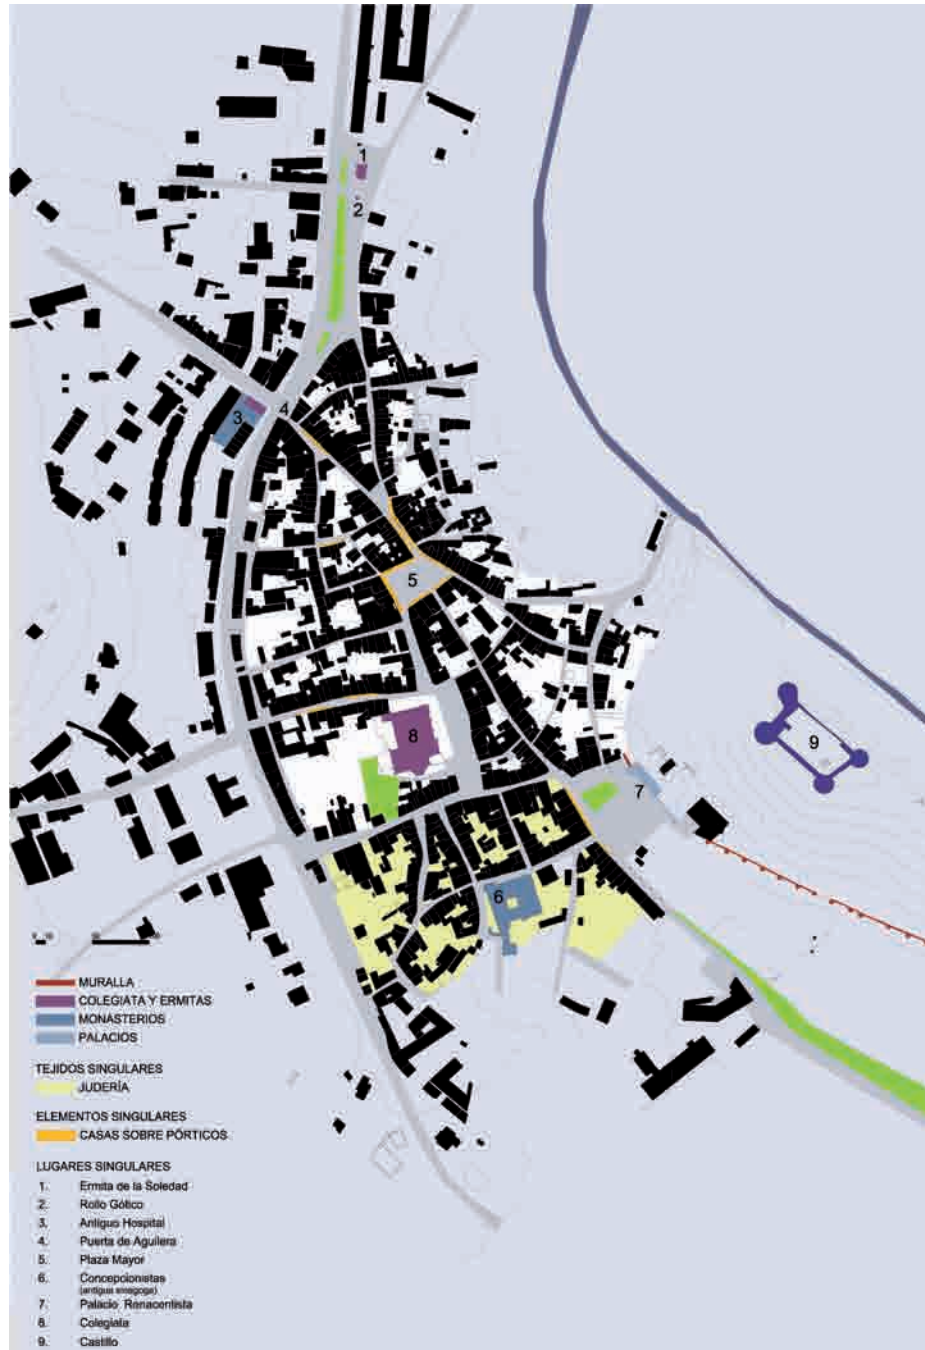 1
2
3
4
5
8
9
7
6
MURALLA
COLEGIATA Y ERMITAS
MONASTERIOS
PALACIOS
TEJIDOS SINGULARES
JUDERÍA
ELEMENTOS SINGULARES
CASAS SOBRE PÓRTICOS
LUGARES SINGULARES
1. Ermita de la Soledad
2. Rollo Gótico
3. Antiguo Hospital
4. Puerta de Aguilera
5. Plaza Mayor
6. Concepcionistas
(antigua sinagoga)
7. Palacio Renacentista
8. Colegiata
9. Castillo